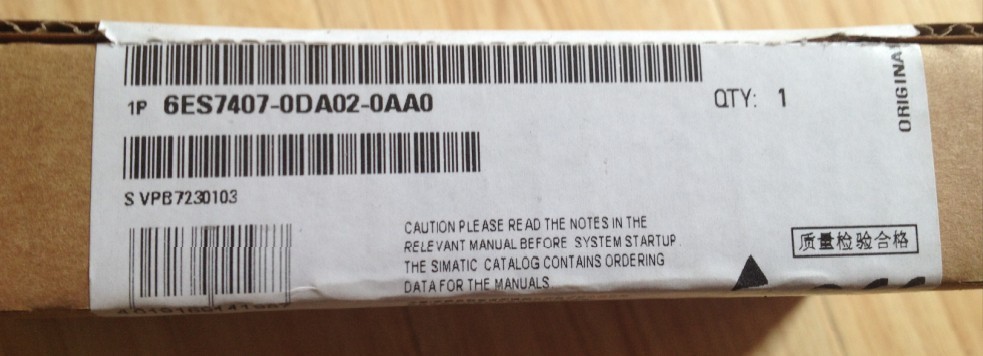 1P 6ES7407-0DA02-0AA0
QTY: 1
ORIGINA
S VPB7230103
CAUTION PLEASE READ THE NOTES IN THE
RELEVANT MANUAL BEFORE SYSTEM STARTUP.
THE SIMATIC CATALOG CONTAINS ORDERING
DATA FOR THE MANUALS
质量检验合格